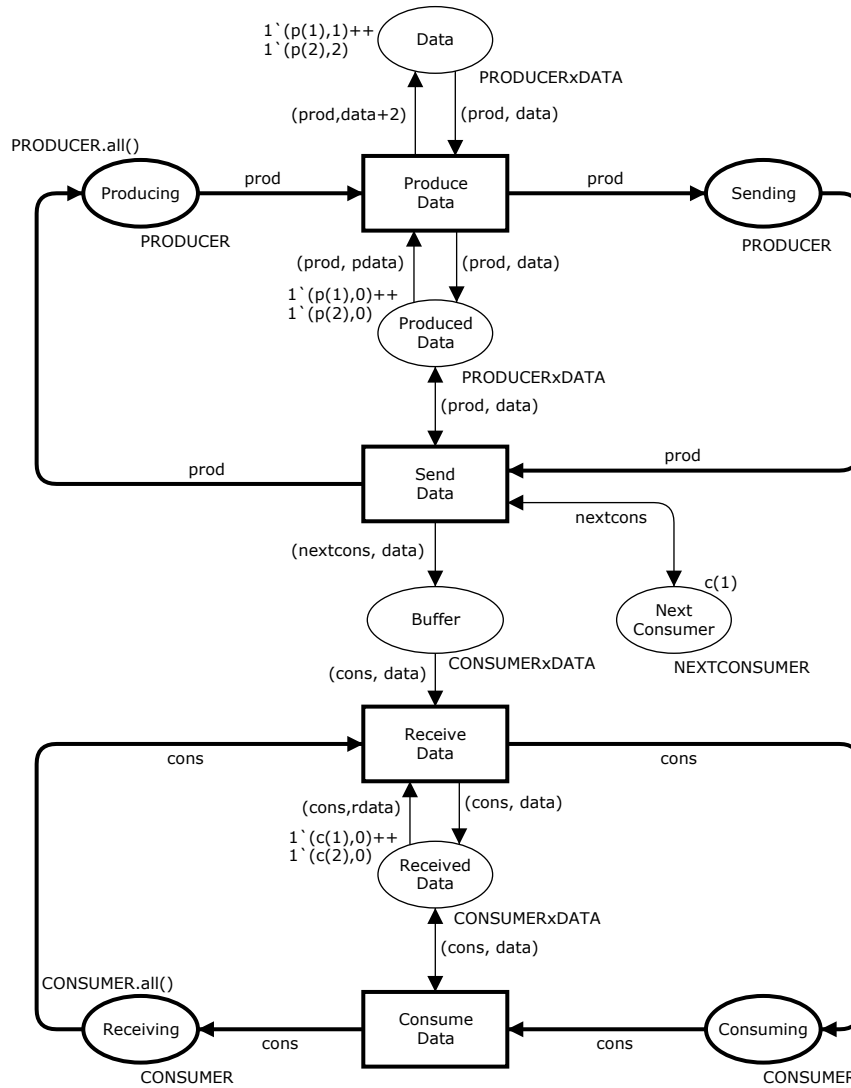 1`(p(1),1)++
1`(p(2),2)
Data
PRODUCERxDATA
(prod,data+2)
(prod, data)
PRODUCER.all()
Producing
prod
Produce
Data
prod
Sending
PRODUCER
PRODUCER
(prod, pdata)
(prod, data)
1`(p(1),0)++
1`(p(2),0)
Produced
Data
PRODUCERxDATA
(prod, data)
prod
Send
Data
prod
nextcons
(nextcons, data)
c(1)
Buffer
Next
Consumer
CONSUMERxDATA
NEXTCONSUMER
(cons, data)
cons
Receive
Data
cons
(cons,rdata)
(cons, data)
1`(c(1),0)++
1`(c(2),0)
Received
Data
CONSUMERxDATA
(cons, data)
CONSUMER.all()
Receiving
cons
Consume
Data
cons
Consuming
CONSUMER
CONSUMER